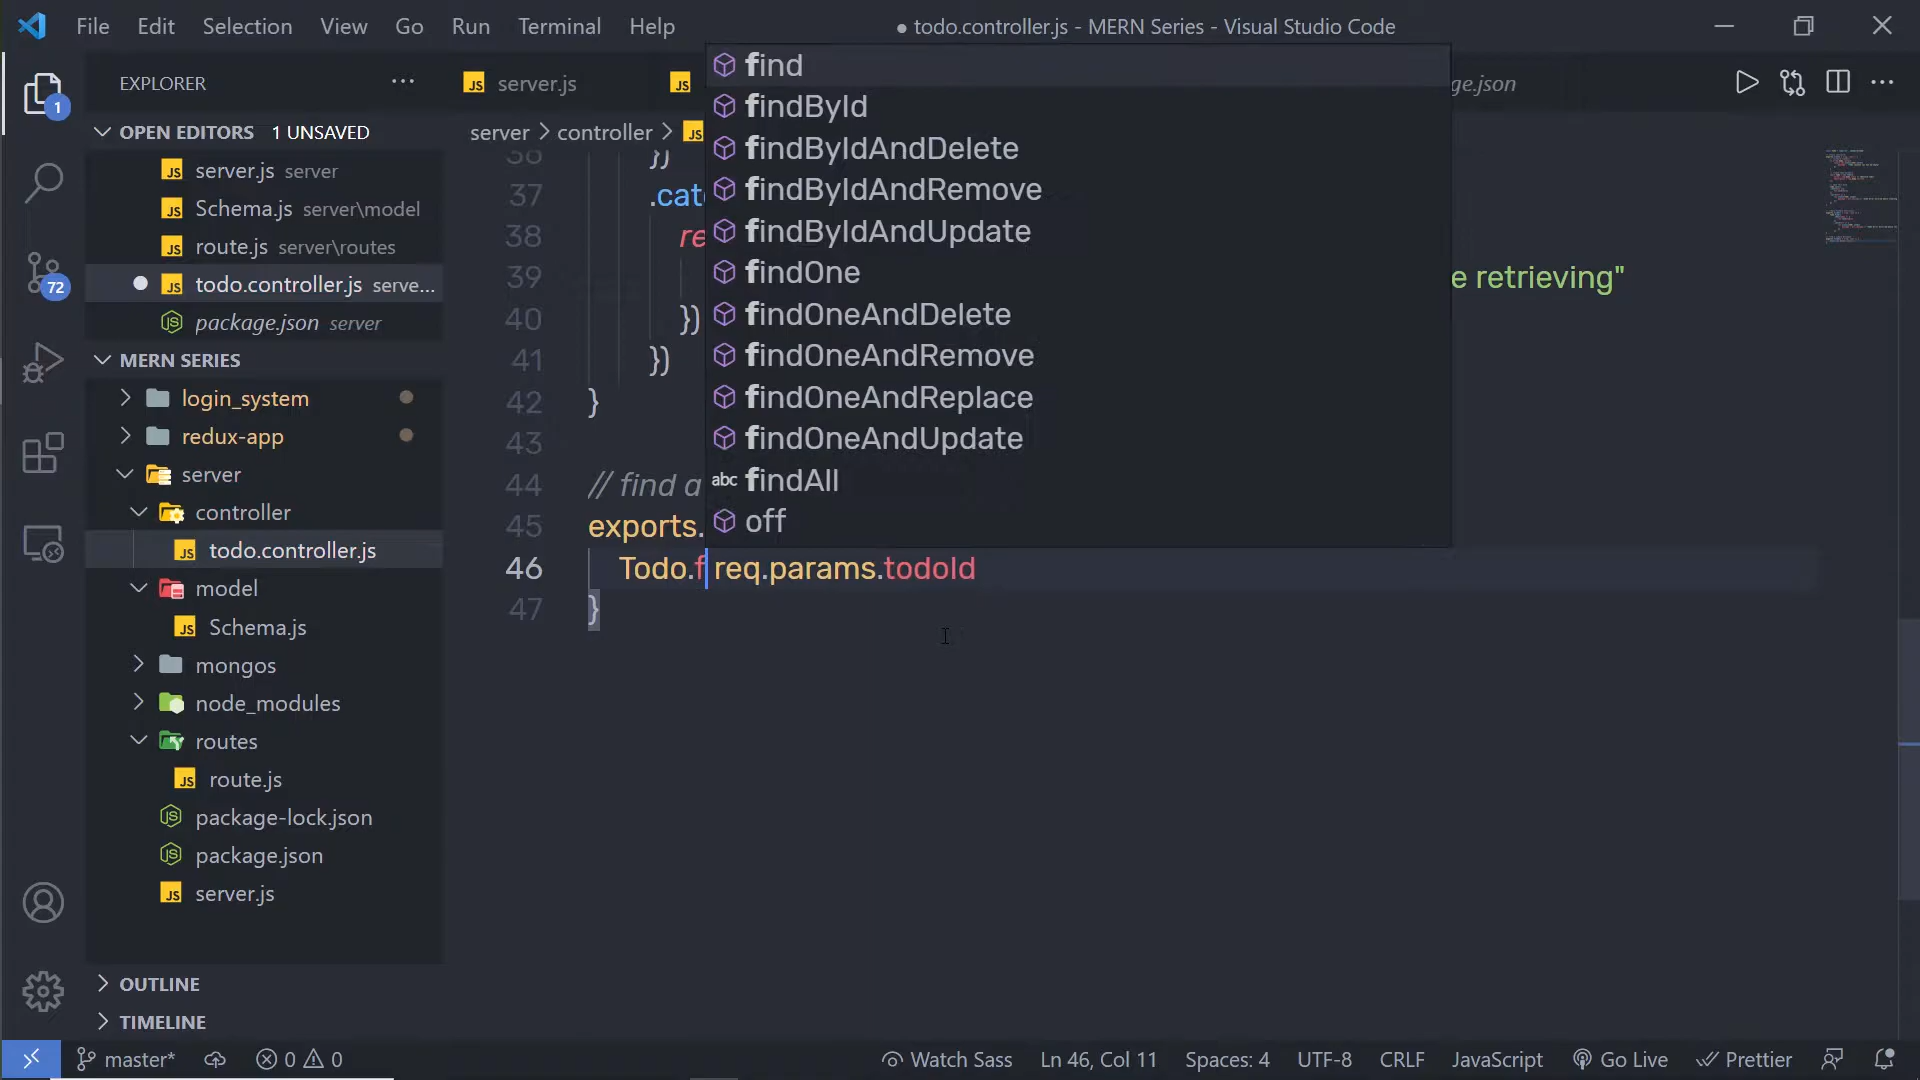 File Edit Selection View Go Run Terminal Help
● todo.controller.js - MERN Series - Visual Studio Code
EXPLORER
OPEN EDITORS 1 UNSAVED
server.js server
Schema.js server\model
route.js server\routes
todo.controller.js serve...
package.json server
MERN SERIES
login_system
redux-app
server
controller
todo.controller.js
model
Schema.js
mongos
node_modules
routes
route.js
package-lock.json
package.json
server.js
OUTLINE
TIMELINE
1
72
server.js
ge.json
server > controller >
36 })
37 .cat
38 re
39 e retrieving"
40 })
41 })
42 }
43
44 // find a
45 exports.
46 Todo.f req.params.todoId
47 }
find
findById
findByIdAndDelete
findByIdAndRemove
findByIdAndUpdate
findOne
findOneAndDelete
findOneAndRemove
findOneAndReplace
findOneAndUpdate
abc findAll
off
master* 0 0 Watch Sass Ln 46, Col 11 Spaces: 4 UTF-8 CRLF JavaScript Go Live Prettier